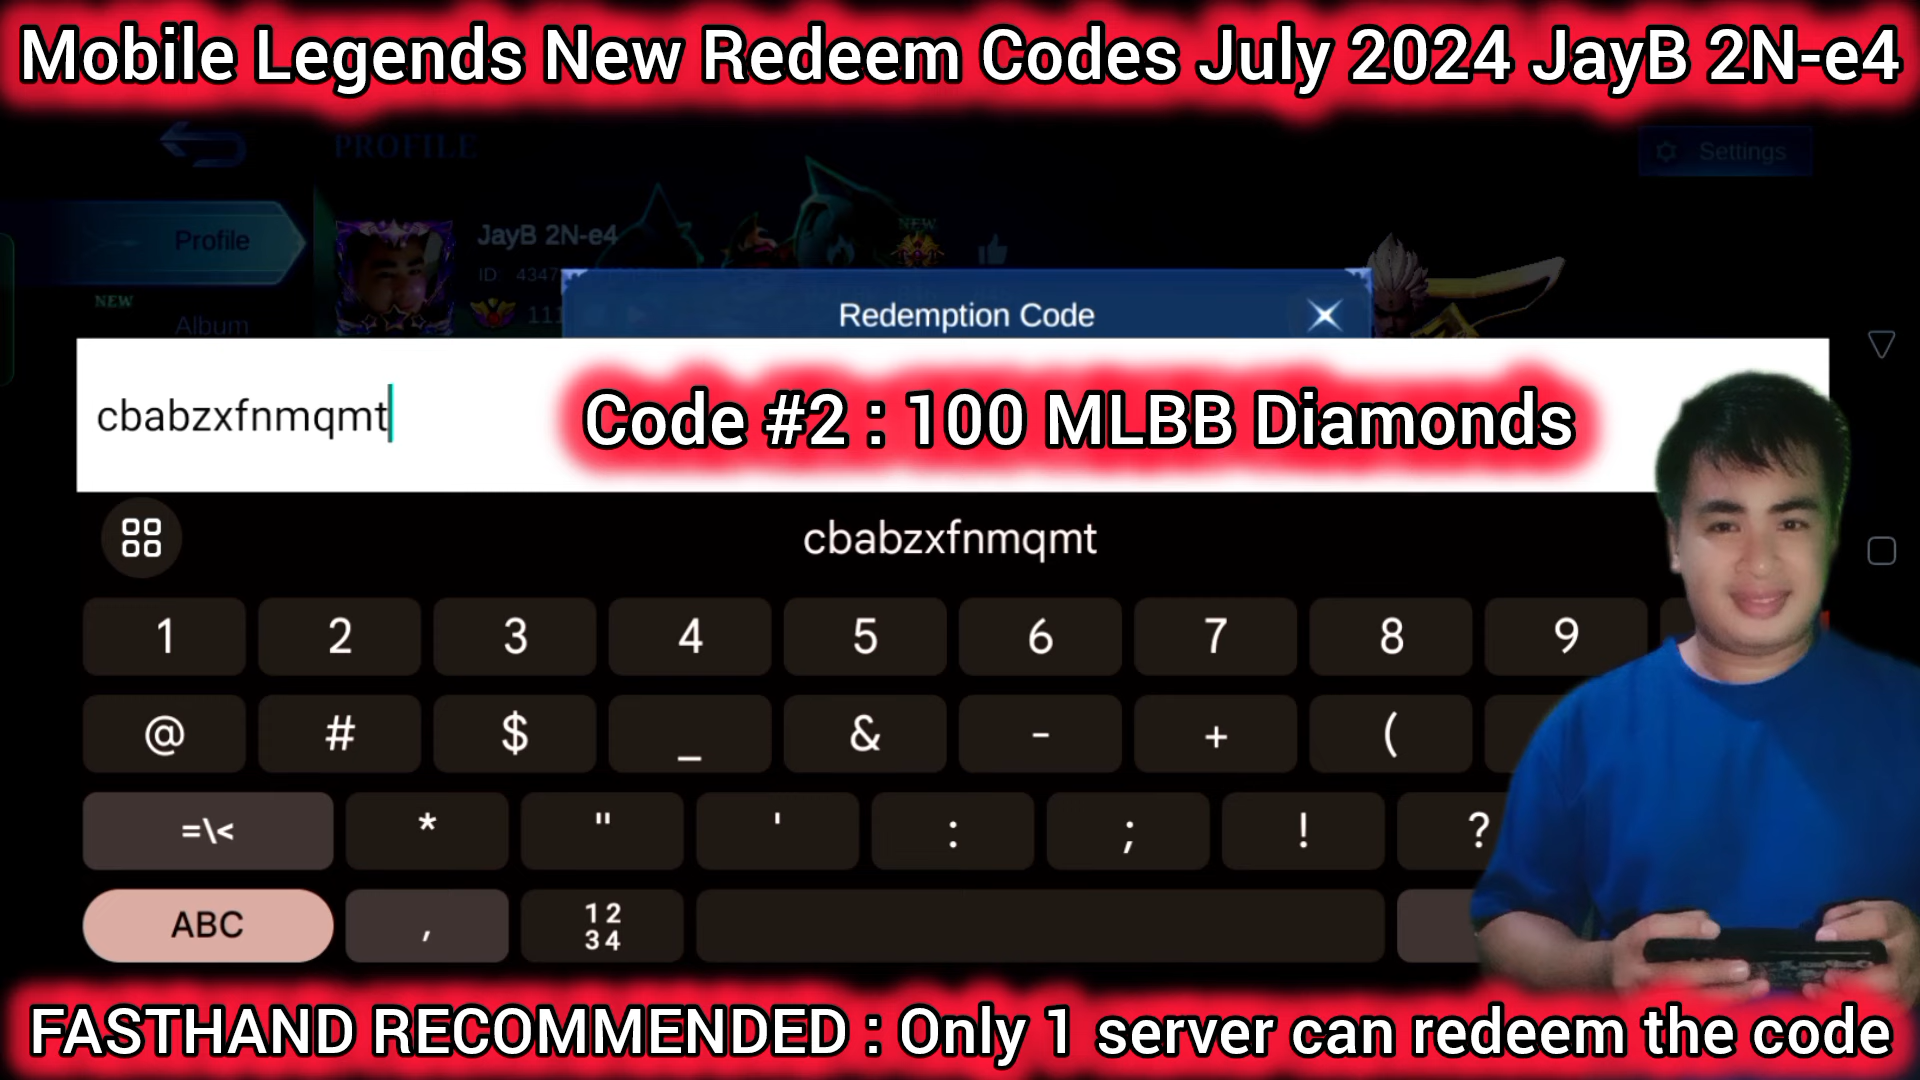 Mobile Legends New Redeem Codes July 2024 JayB 2N-e4
PROFILE
Settings
Profile
JayB 2N-e4
NEW
ID
NEW
Album
Redemption Code
cbabzxfnmqmt
Code #2 : 100 MLBB Diamonds
cbabzxfnmqmt
1 2 3 4 5 6 7 8 9
@ # $ _ & - + (
=\< * " ' : ; ! ?
ABC , 12
34
FASTHAND RECOMMENDED : Only 1 server can redeem the code